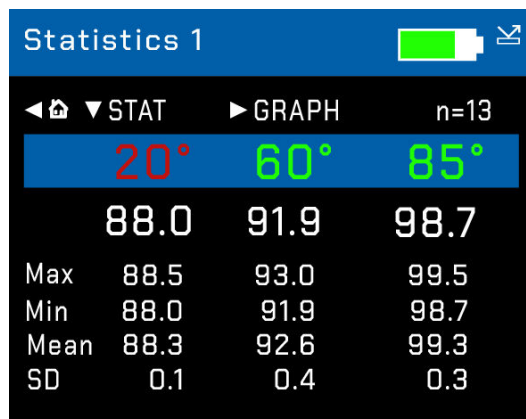 Statistics 1
STAT GRAPH n=13
20° 60° 85°
88.0 91.9 98.7
Max 88.5 93.0 99.5
Min 88.0 91.9 98.7
Mean 88.3 92.6 99.3
SD 0.1 0.4 0.3